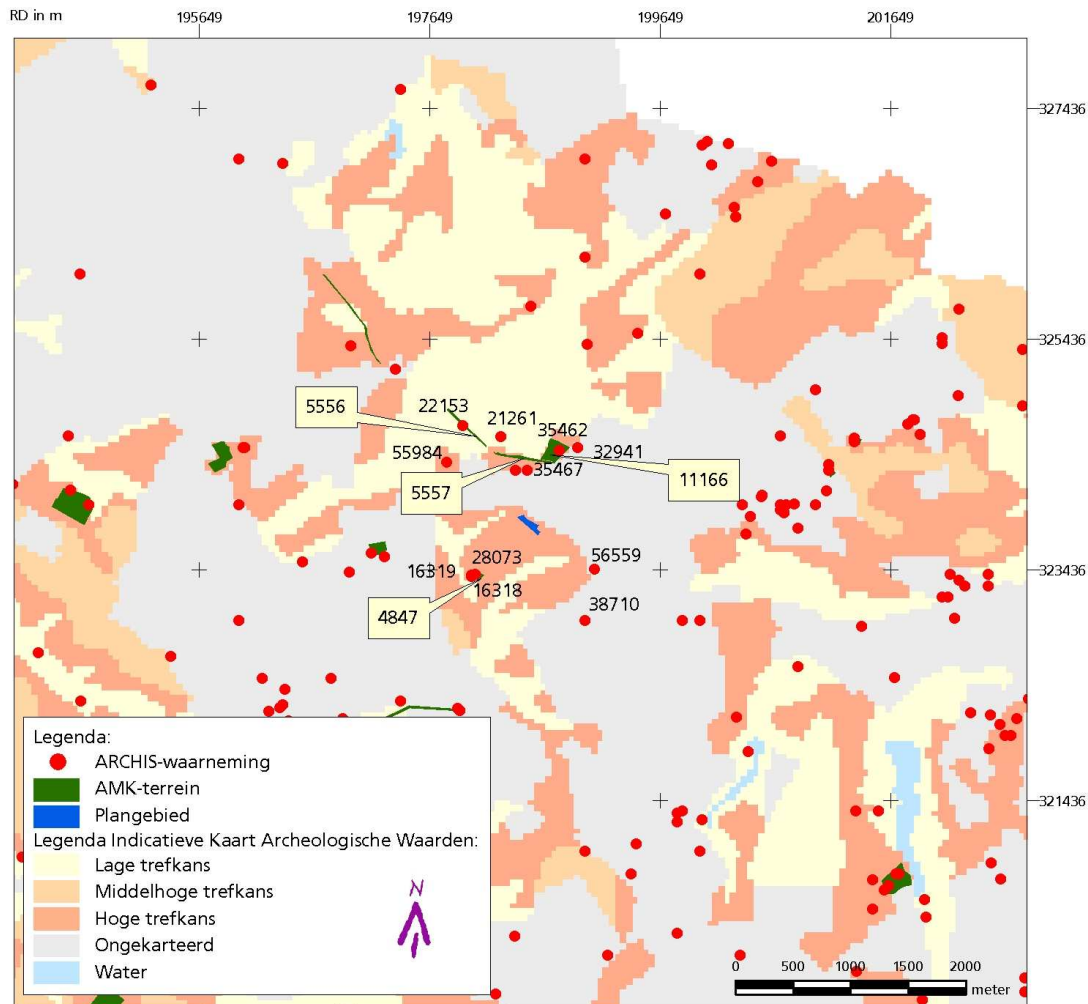 RD in m
195649 197649 199649 201649
327436
325436
5556
22153
21261
35462
55984
32941
35467
5557
11166
323436
16319
28073
56559
16318
4847
38710
321436
Legenda:
ARCHIS-waarneming
AMK-terrein
Plangebied
Legenda Indicatieve Kaart Archeologische Waarden:
Lage trefkans
Middelhoge trefkans
Hoge trefkans
Ongekarteerd
Water
N
0 500 1000 1500 2000
meter